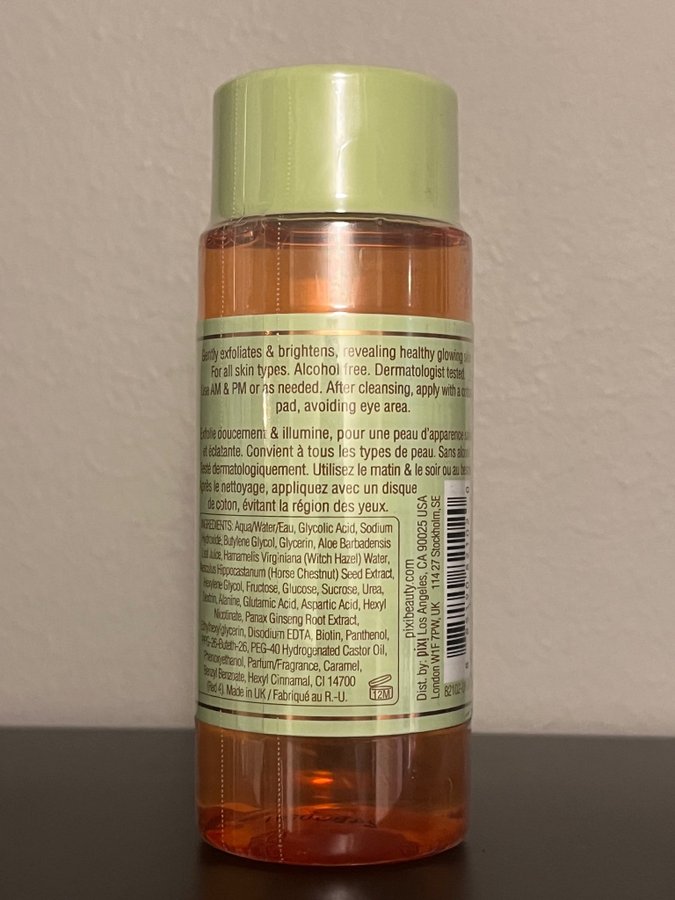 Gently exfoliates & brightens, revealing healthy glowing skin
For all skin types. Alcohol free. Dermatologist tested.
Use AM & PM or as needed. After cleansing, apply with a cotton
pad, avoiding eye area.
Exfolie doucement & illumine, pour une peau d'apparence
et éclatante. Convient à tous les types de peau. Sans
Testé dermatologiquement. Utilisez le matin & le soir ou au
Après le nettoyage, appliquez avec un disque
de coton, évitant la région des yeux.
INGREDIENTS: Aqua/Water/Eau, Glycolic Acid, Sodium
Hydroxide, Butylene Glycol, Glycerin, Aloe Barbadensis
Leaf Juice, Hamamelis Virginiana (Witch Hazel) Water,
Aesculus Hippocastanum (Horse Chestnut) Seed Extract,
Hexylene Glycol, Fructose, Glucose, Sucrose, Urea,
Dextrin, Alanine, Glutamic Acid, Aspartic Acid, Hexyl
Nicotinate, Panax Ginseng Root Extract,
Ethylhexylglycerin, Disodium EDTA, Biotin, Panthenol,
PPG-26-Buteth-26, PEG-40 Hydrogenated Castor Oil,
Phenoxyethanol, Parfum/Fragrance, Caramel,
Benzyl Benzoate, Hexyl Cinnamal, CI 14700
(Red 4). Made in UK / Fabriqué au R.-U.
12M
pixibeauty.com
Dist. by: pixi Los Angeles, CA 90025 USA
London W1F 7PW, UK 114 27 Stockholm, SE